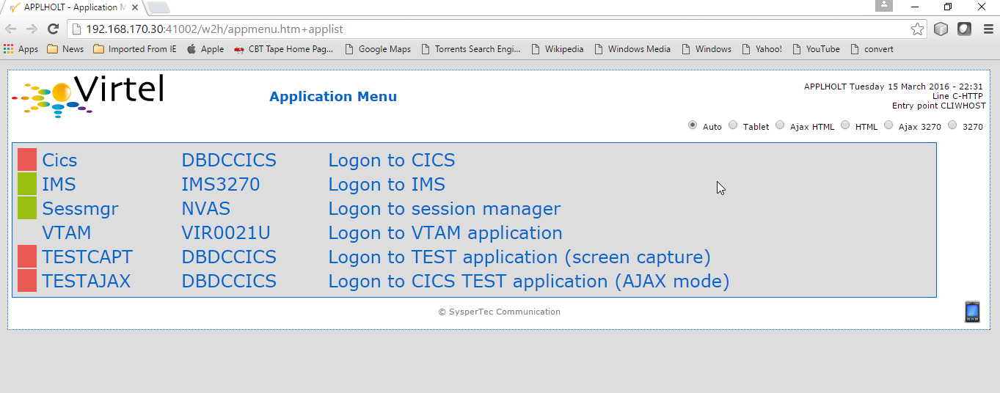 APPLHOLT - Application M
192.168.170.30:41002/w2h/appmenu.htm+applist
Apps News Imported From IE Apple CBT Tape Home Pag... Google Maps Torrents Search Engi... Wikipedia Windows Media Windows Yahoo! YouTube convert
Virtel
Application Menu
APPLHOLT Tuesday 15 March 2016 - 22:31
Line C-HTTP
Entry point CLIWHOST
Auto Tablet Ajax HTML HTML Ajax 3270 3270
Cics DBDCCICS Logon to CICS
IMS IMS3270 Logon to IMS
Sessmgr NVAS Logon to session manager
VTAM VIR0021U Logon to VTAM application
TESTCAPT DBDCCICS Logon to TEST application (screen capture)
TESTAJAX DBDCCICS Logon to CICS TEST application (AJAX mode)
© SysperTec Communication